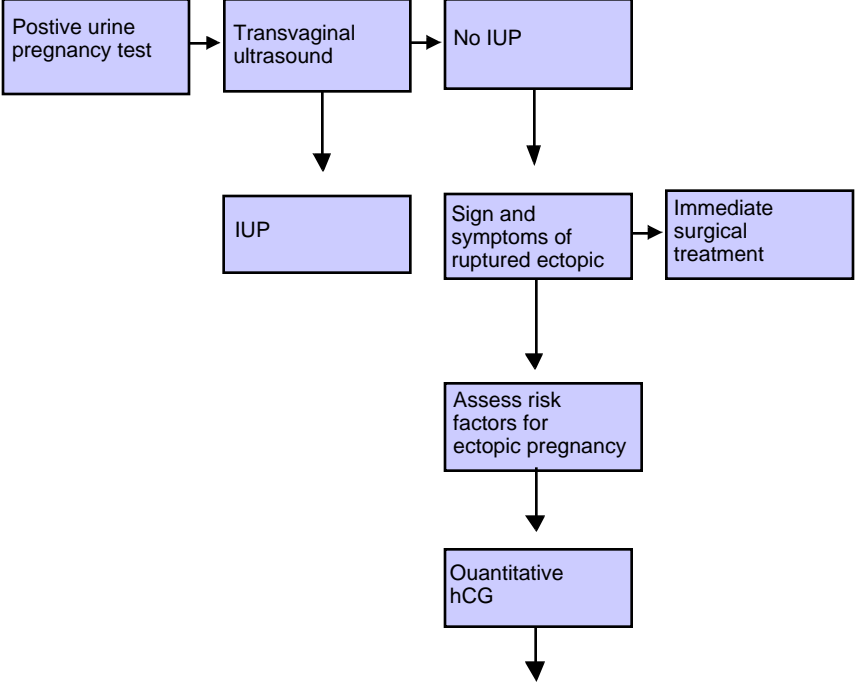 Postive urine
pregnancy test
Transvaginal
ultrasound
No IUP
IUP
Sign and
symptoms of
ruptured ectopic
Immediate
surgical
treatment
Assess risk
factors for
ectopic pregnancy
Ouantitative
hCG